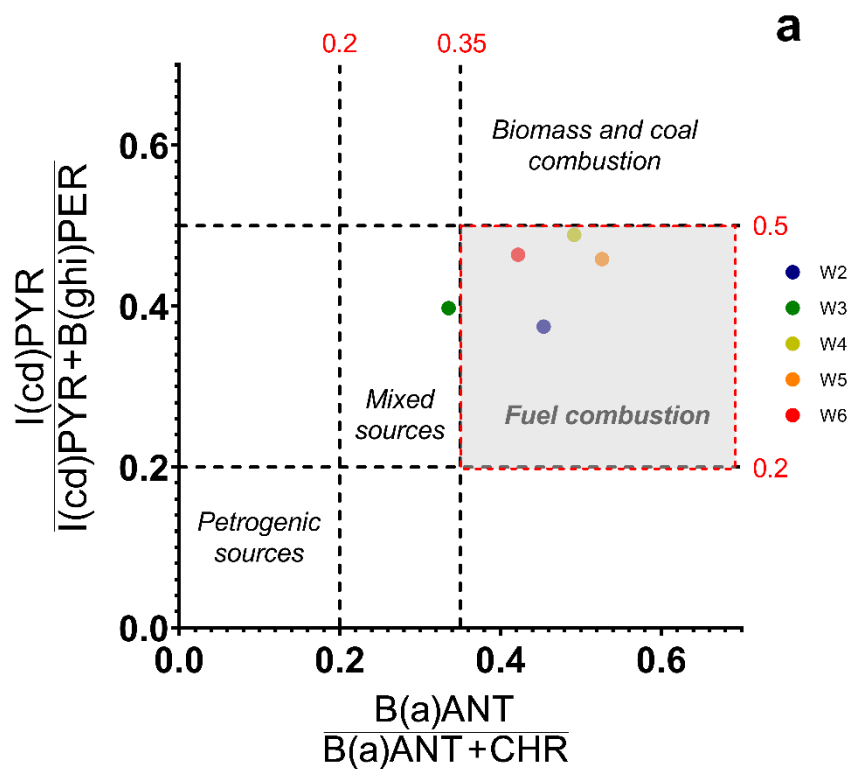 a
0.2
0.35
Biomass and coal
combustion
0.6
0.5
I(cd)PYR
I(cd)PYR+B(ghi)PER
W2
W3
W4
W5
W6
0.4
Mixed
sources
Fuel combustion
0.2
0.2
Petrogenic
sources
0.0
0.0
0.2
0.4
0.6
B(a)ANT
B(a)ANT+CHR